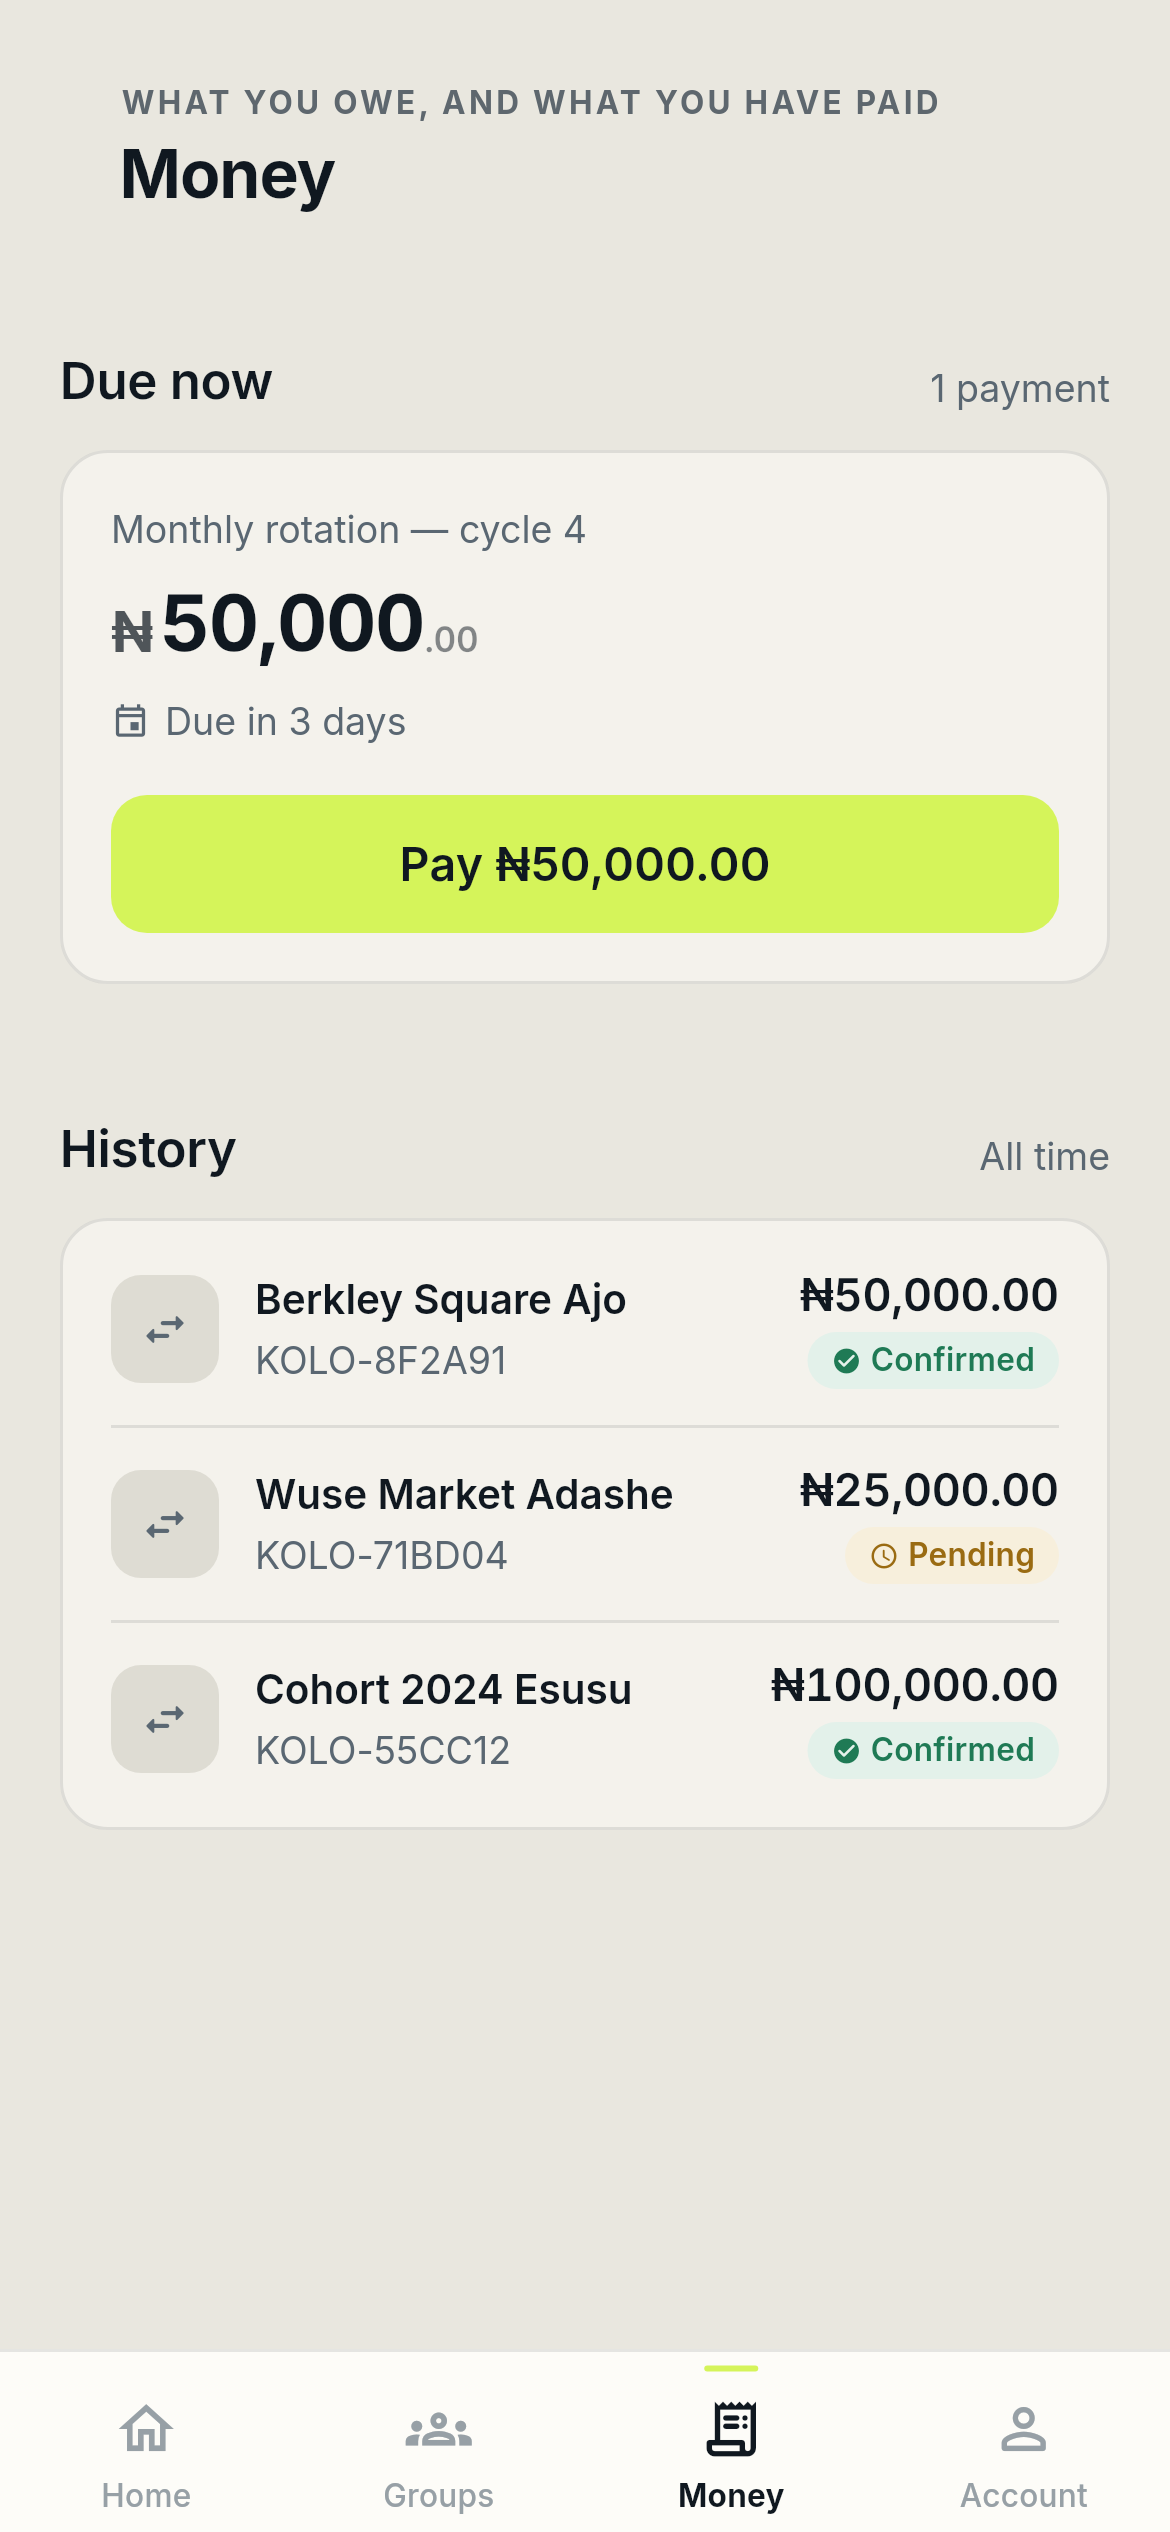 WHAT YOU OWE, AND WHAT YOU HAVE PAID
Money
Due now
1 payment
Monthly rotation — cycle 4
₦50,000.00
Due in 3 days
Pay ₦50,000.00
History
All time
Berkley Square Ajo
₦50,000.00
KOLO-8F2A91
Confirmed
Wuse Market Adashe
₦25,000.00
KOLO-71BD04
Pending
Cohort 2024 Esusu
₦100,000.00
KOLO-55CC12
Confirmed
Home
Groups
Money
Account